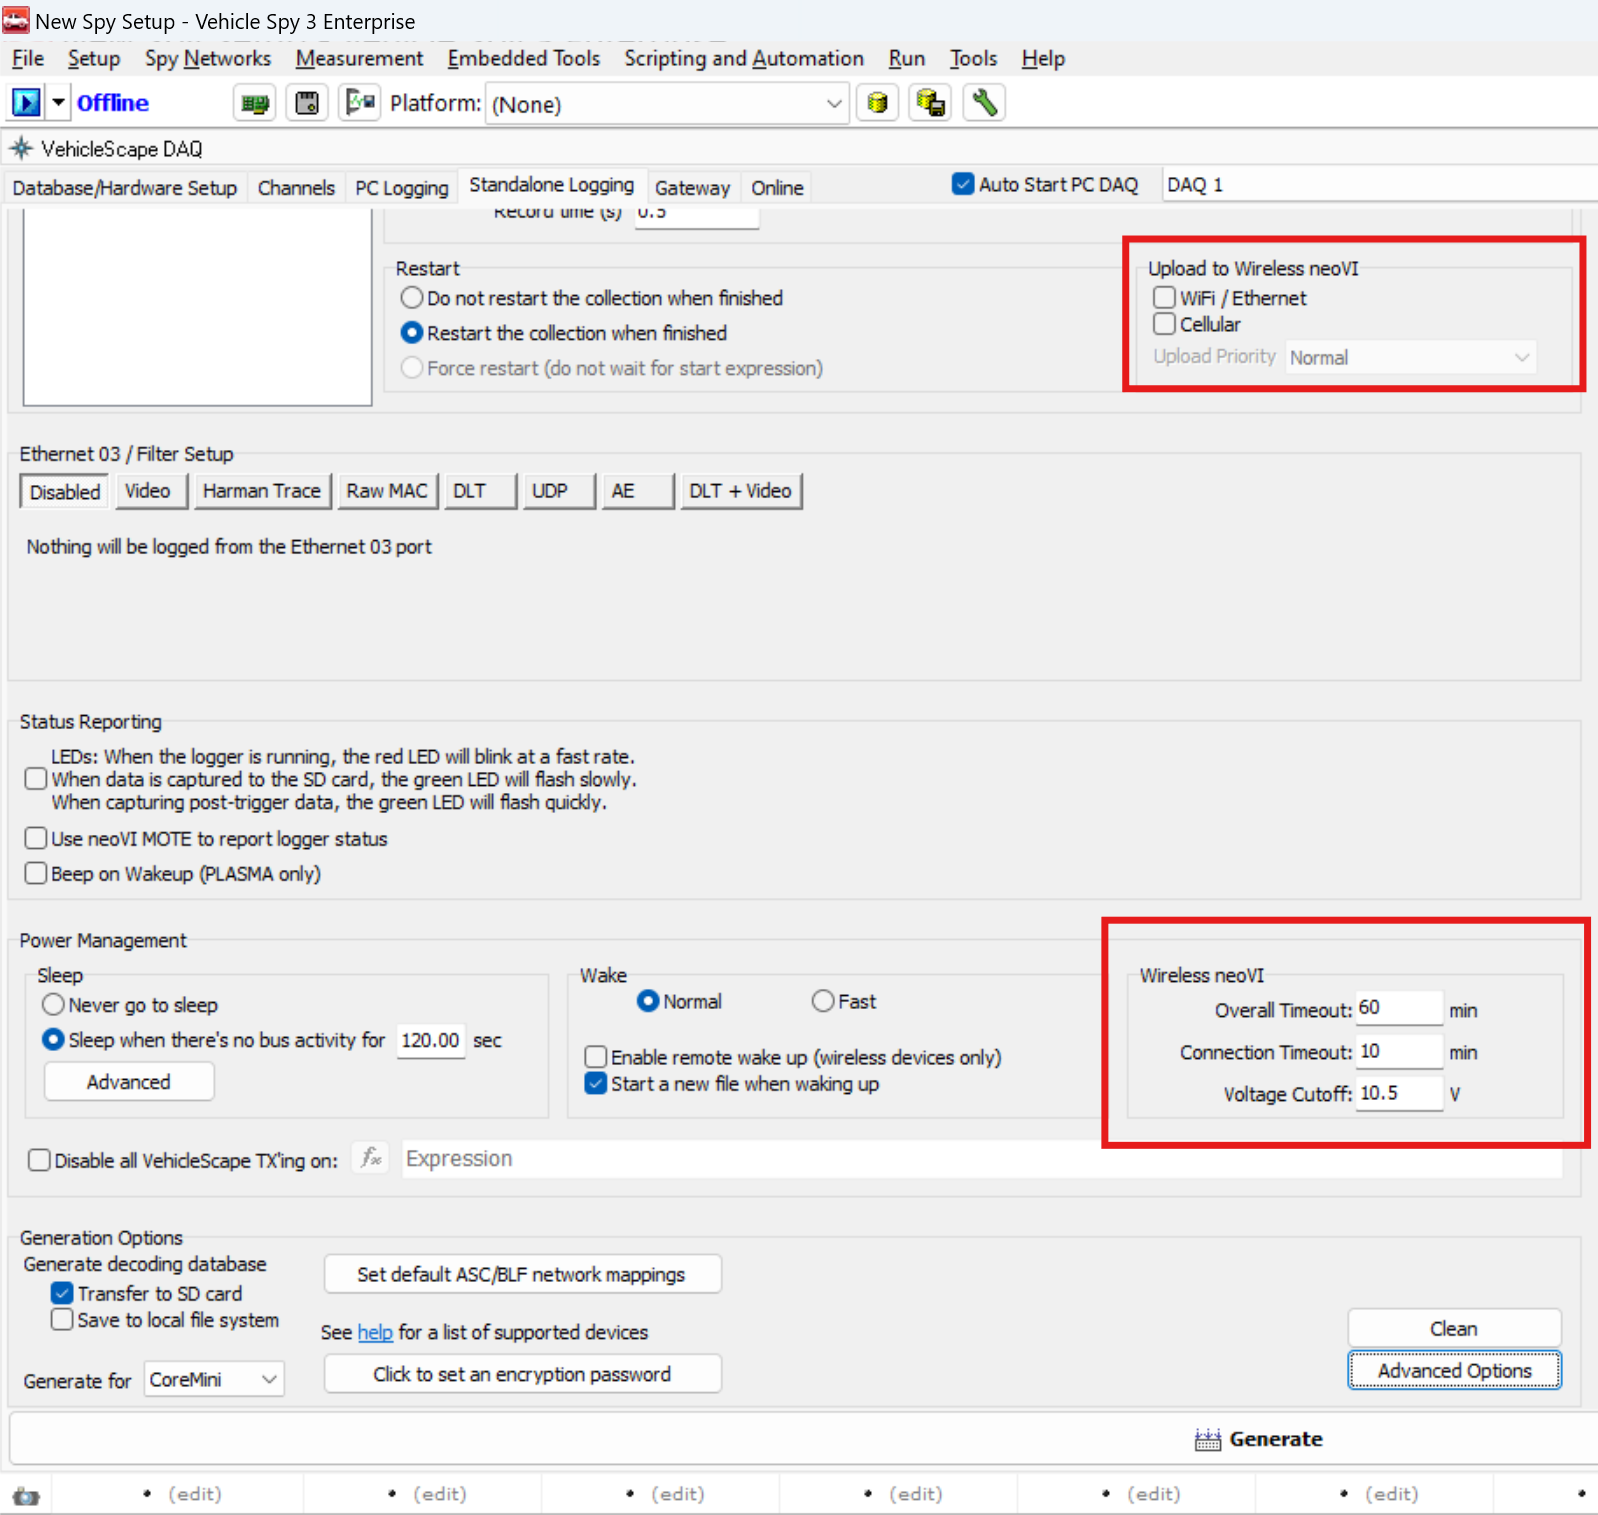 New Spy Setup - Vehicle Spy 3 Enterprise
File Setup Spy Networks Measurement Embedded Tools Scripting and Automation Run Tools Help
Offline Platform: (None)
VehicleScape DAQ
Database/Hardware Setup Channels PC Logging Standalone Logging Gateway Online Auto Start PC DAQ DAQ 1
Record time (s) 0.5
Restart
Do not restart the collection when finished
Restart the collection when finished
Force restart (do not wait for start expression)
Upload to Wireless neoVI
WiFi / Ethernet
Cellular
Upload Priority Normal
Ethernet 03 / Filter Setup
Disabled Video Harman Trace Raw MAC DLT UDP AE DLT + Video
Nothing will be logged from the Ethernet 03 port
Status Reporting
LEDs: When the logger is running, the red LED will blink at a fast rate.
When data is captured to the SD card, the green LED will flash slowly.
When capturing post-trigger data, the green LED will flash quickly.
Use neoVI MOTE to report logger status
Beep on Wakeup (PLASMA only)
Power Management
Sleep
Never go to sleep
Sleep when there's no bus activity for 120.00 sec
Advanced
Wake
Normal Fast
Enable remote wake up (wireless devices only)
Start a new file when waking up
Wireless neoVI
Overall Timeout: 60 min
Connection Timeout: 10 min
Voltage Cutoff: 10.5 V
Disable all VehicleScape TX'ing on: fx Expression
Generation Options
Generate decoding database
Transfer to SD card
Save to local file system
Generate for CoreMini
Set default ASC/BLF network mappings
See help for a list of supported devices
Click to set an encryption password
Clean
Advanced Options
Generate
• (edit) • (edit) • (edit) • (edit) • (edit) • (edit) •